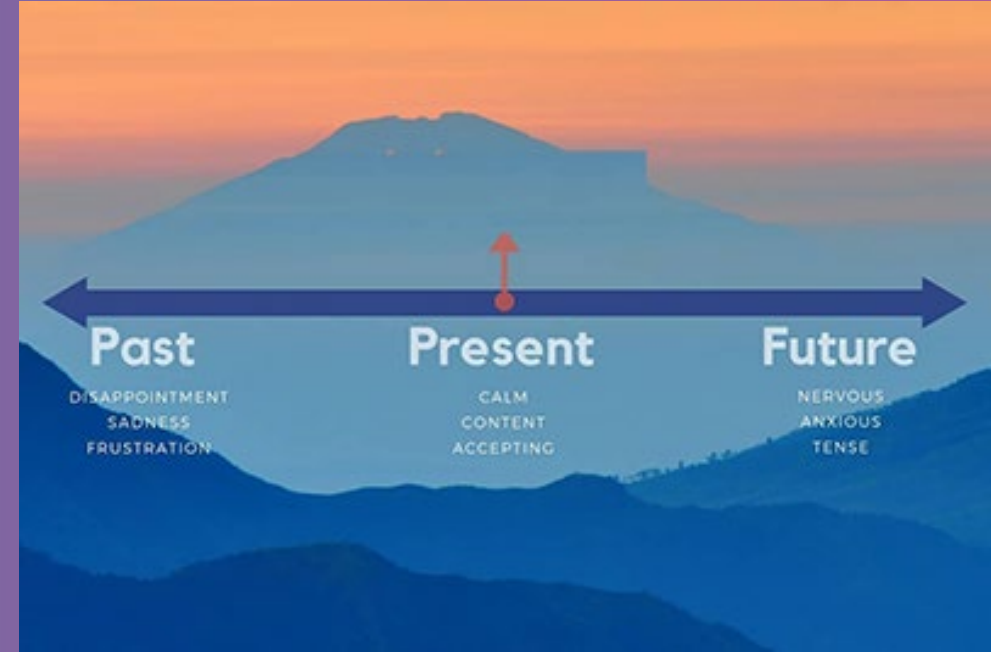 Past
DISAPPOINTMENT
SADNESS
FRUSTRATION
Present
CALM
CONTENT
ACCEPTING
Future
NERVOUS
ANXIOUS
TENSE